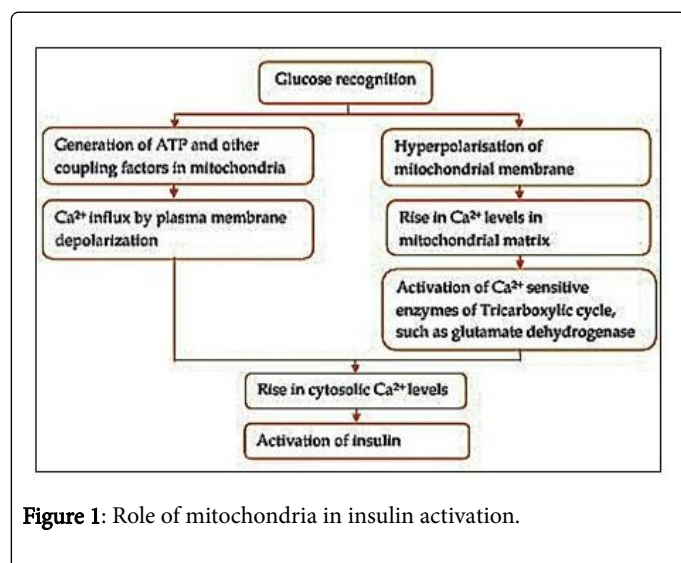 Glucose recognition
Generation of ATP and other
coupling factors in mitochondria
Ca²⁺ influx by plasma membrane
depolarization
Hyperpolarisation of
mitochondrial membrane
Rise in Ca²⁺ levels in
mitochondrial matrix
Activation of Ca²⁺ sensitive
enzymes of Tricarboxylic cycle,
such as glutamate dehydrogenase
Rise in cytosolic Ca²⁺ levels
Activation of insulin
Figure 1: Role of mitochondria in insulin activation.